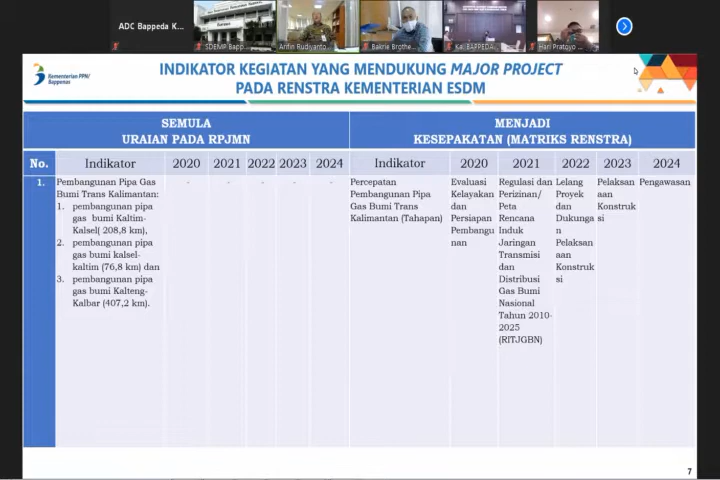 ADC Bappeda K...
SDEMP Bapp...
Arifin Rudiyanto
Bakrie Brothe...
Ka. BAPPEDA...
Hari Pratoyo ...
Kementerian PPN/
Bappenas
INDIKATOR KEGIATAN YANG MENDUKUNG MAJOR PROJECT
PADA RENSTRA KEMENTERIAN ESDM
SEMULA
URAIAN PADA RPJMN
MENJADI
KESEPAKATAN (MATRIKS RENSTRA)
No.
Indikator
2020
2021
2022
2023
2024
Indikator
2020
2021
2022
2023
2024
1.
Pembangunan Pipa Gas
Bumi Trans Kalimantan:
1. pembangunan pipa
gas bumi Kaltim-
Kalsel( 208,8 km),
2. pembangunan pipa
gas bumi kalsel-
kaltim (76,8 km) dan
3. pembangunan pipa
gas bumi Kalteng-
Kalbar (407,2 km).
-
-
-
-
-
Percepatan
Pembangunan Pipa
Gas Bumi Trans
Kalimantan (Tahapan)
Evaluasi
Kelayakan
dan
Persiapan
Pembangu
nan
Regulasi dan
Perizinan/
Peta
Rencana
Induk
Jaringan
Transmisi
dan
Distribusi
Gas Bumi
Nasional
Tahun 2010-
2025
(RITJGBN)
Lelang
Proyek
dan
Dukunga
n
Pelaksan
aan
Konstruk
si
Pelaksan
aan
Konstruk
si
Pengawasan
7